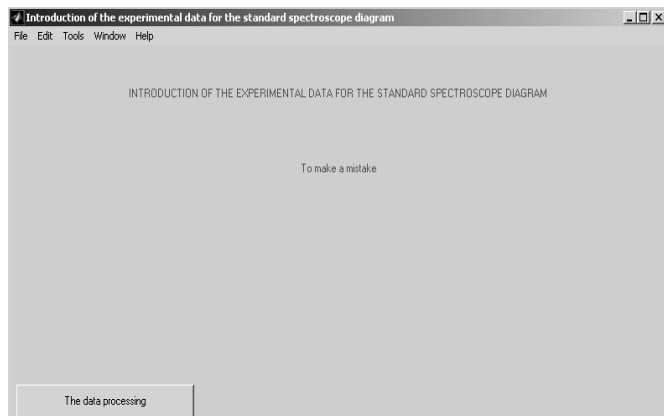 Introduction of the experimental data for the standard spectroscope diagram
File Edit Tools Window Help
INTRODUCTION OF THE EXPERIMENTAL DATA FOR THE STANDARD SPECTROSCOPE DIAGRAM
To make a mistake
The data processing